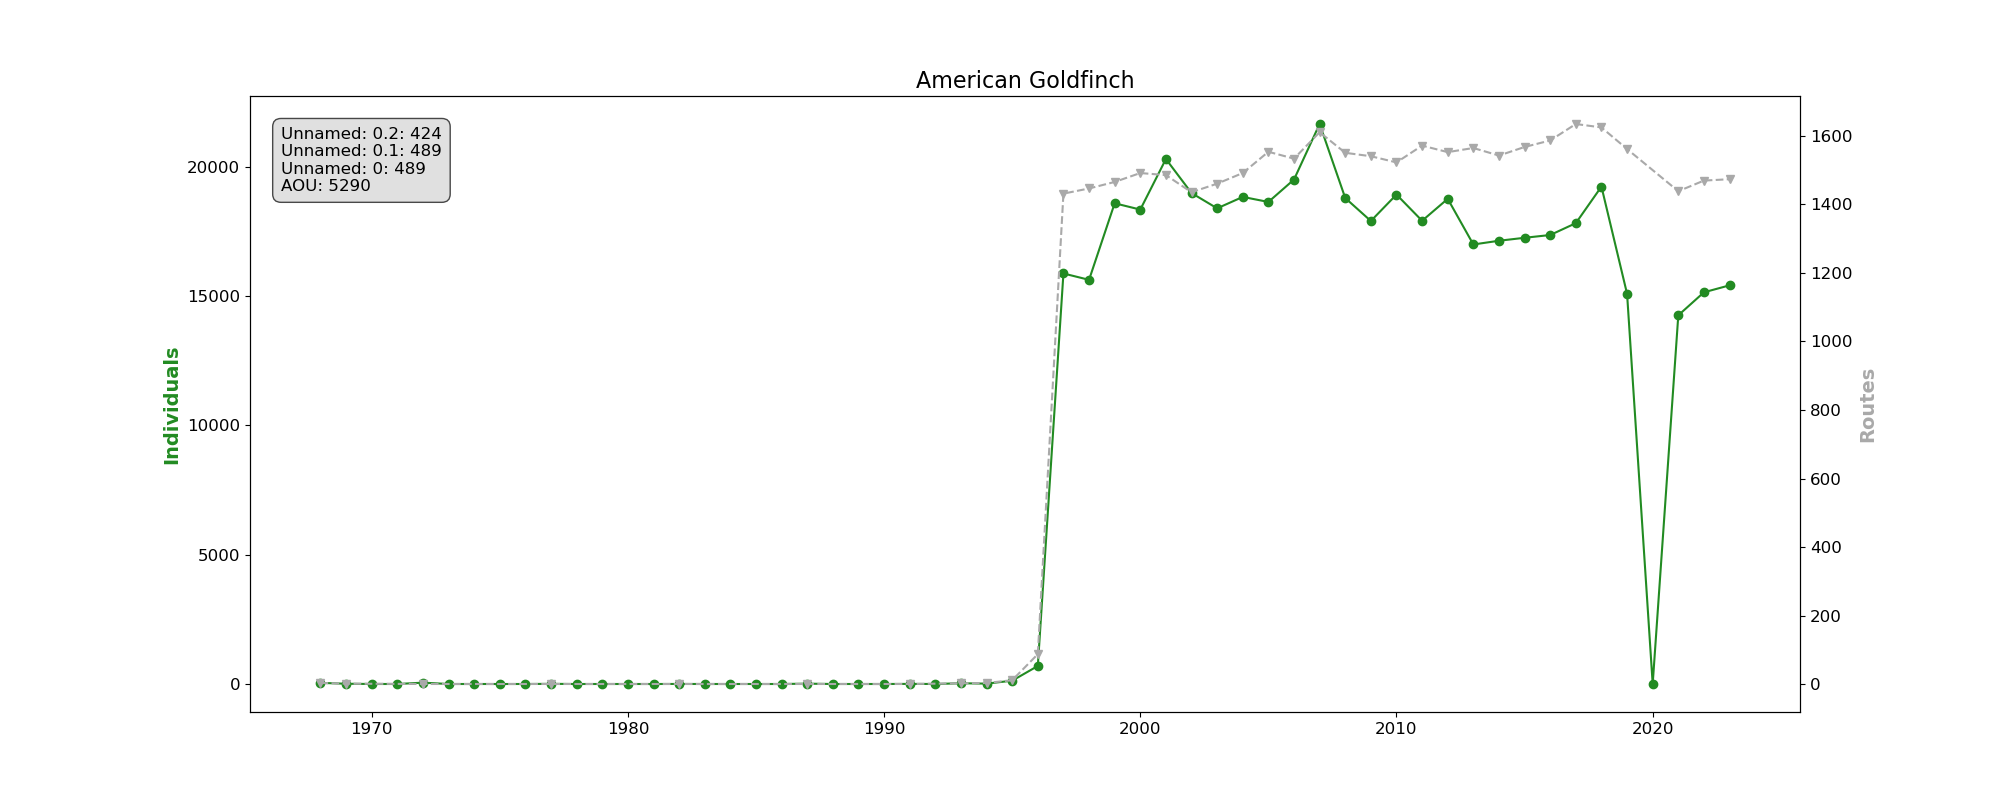 American Goldfinch
Unnamed: 0.2: 424
Unnamed: 0.1: 489
Unnamed: 0: 489
AOU: 5290
Individuals
20000
15000
10000
5000
0
1600
1400
1200
1000
800
600
400
200
0
Routes
1970 1980 1990 2000 2010 2020